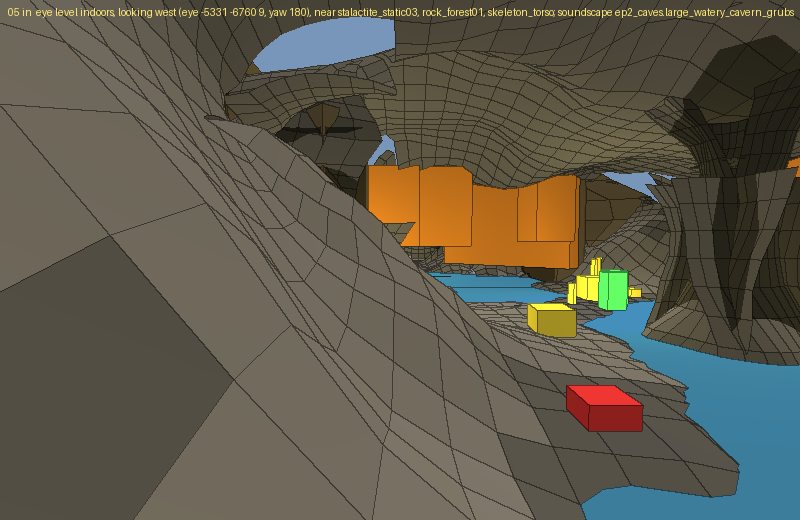 05 in  eye level indoors, looking west (eye -5331 -6760 9, yaw 180), near stalactite_static03, rock_forest01, skeleton_torso; soundscape ep2_caves.large_watery_cavern_grubs